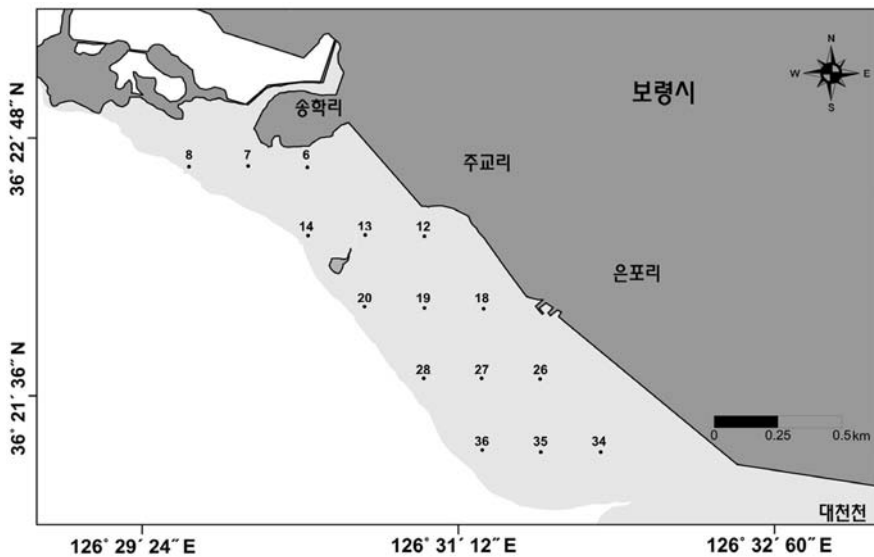 N
W E
S
보령시
송학리
36° 22′ 48″ N
주교리
8 7 6
14 13 12
은포리
20 19 18
28 27 26
36° 21′ 36″ N
0 0.25 0.5km
36 35 34
대천천
126° 29′ 24″ E 126° 31′ 12″ E 126° 32′ 60″ E